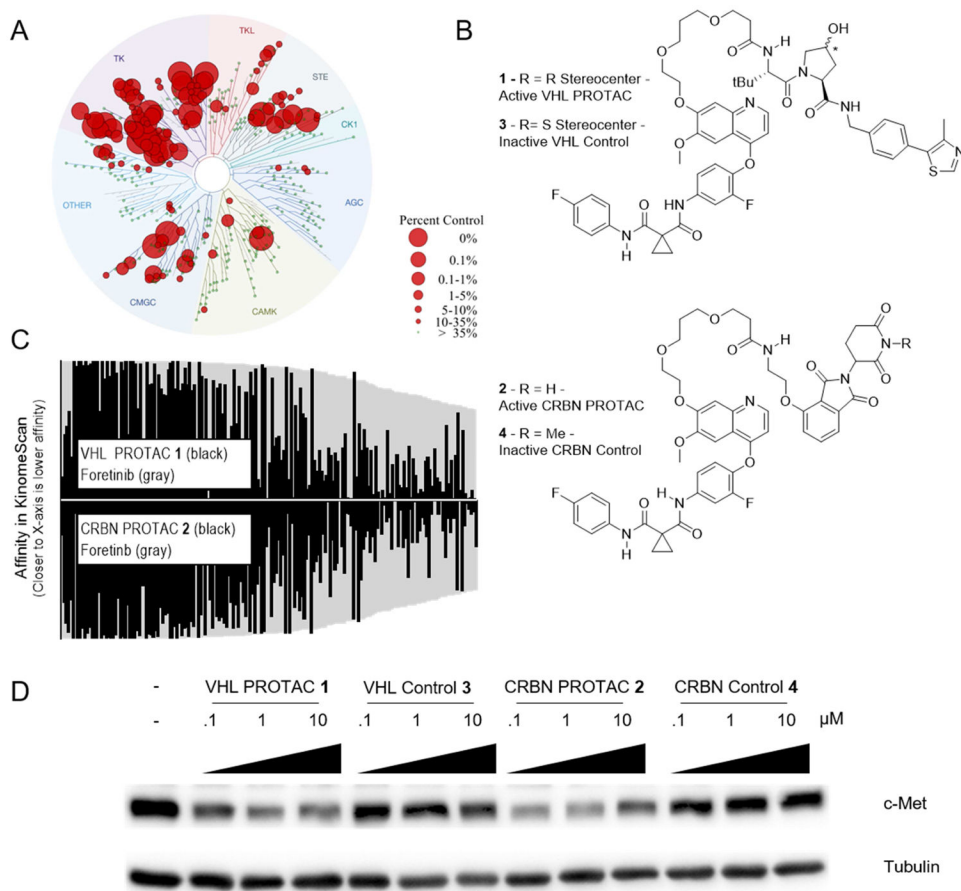 A
TK
TKL
STE
CK1
AGC
CAMK
CMGC
OTHER
Percent Control
0%
0.1%
0.1-1%
1-5%
5-10%
10-35%
> 35%
B
1 - R = R Stereocenter -
Active VHL PROTAC
3 - R= S Stereocenter -
Inactive VHL Control
O
O
O
O
H
N
tBu
O
N
OH
*
O
NH
N
S
N
O
O
F
NH
O
O
N
H
F
2 - R = H -
Active CRBN PROTAC
4 - R = Me -
Inactive CRBN Control
O
O
O
O
H
N
O
O
N
O
O
N-R
O
O
N
O
O
F
NH
O
O
N
H
F
C
Affinity in KinomeScan
(Closer to X-axis is lower affinity)
VHL PROTAC 1 (black)
Foretinib (gray)
CRBN PROTAC 2 (black)
Foretinb (gray)
D
- VHL PROTAC 1 VHL Control 3 CRBN PROTAC 2 CRBN Control 4
- .1 1 10 .1 1 10 .1 1 10 .1 1 10 µM
c-Met
Tubulin